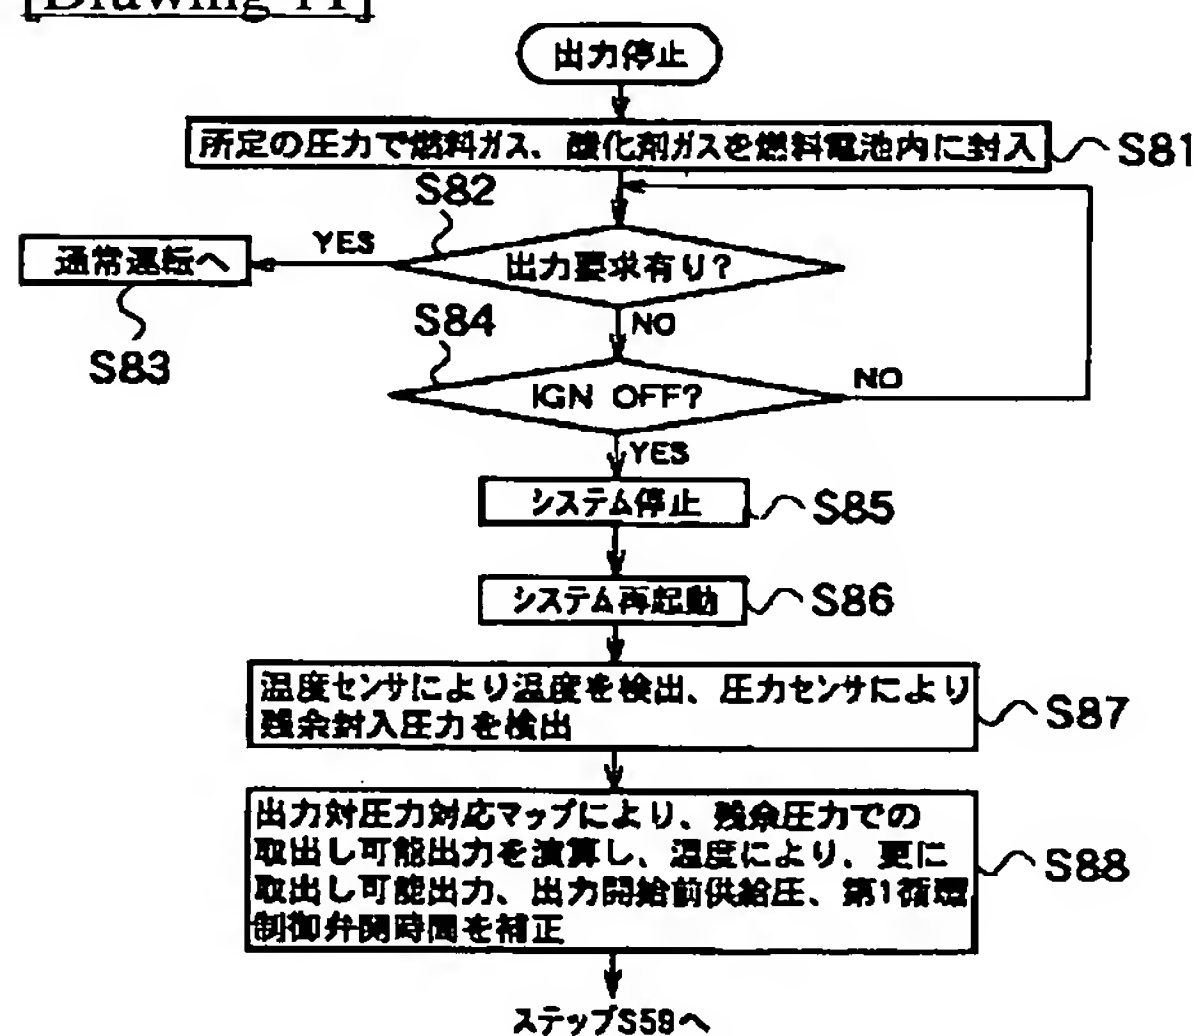 [Drawing 11]
出力停止
所定の圧力で燃料ガス、酸化剤ガスを燃料電池内に封入
S81
S82
出力要求有り?
YES
通常運転へ
S83
NO
S84
IGN OFF?
NO
YES
システム停止
S85
システム再起動
S86
温度センサにより温度を検出、圧力センサにより
残余封入圧力を検出
S87
出力対圧力対応マップにより、残余圧力での
取出し可能出力を演算し、温度により、更に
取出し可能出力、出力開始前供給圧、第1循環
制御弁開時間を補正
S88
ステップS59へ